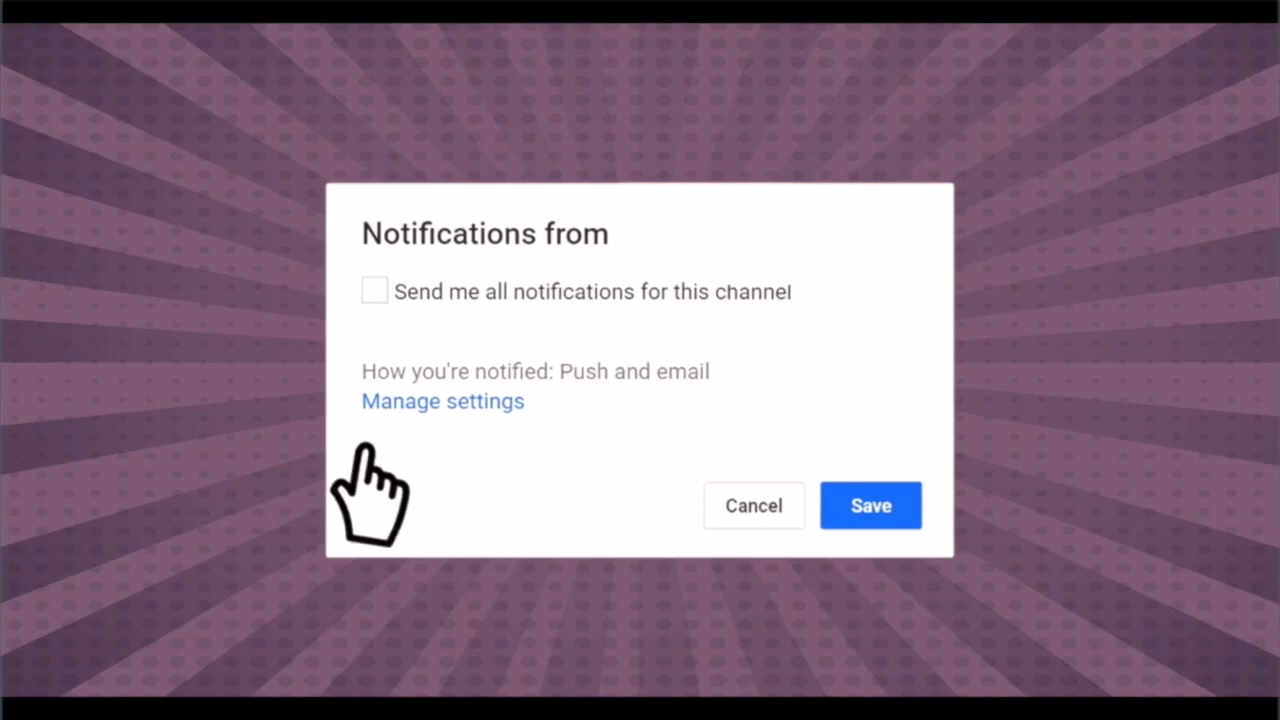 Notifications from
Send me all notifications for this channel
How you're notified: Push and email
Manage settings
Cancel
Save